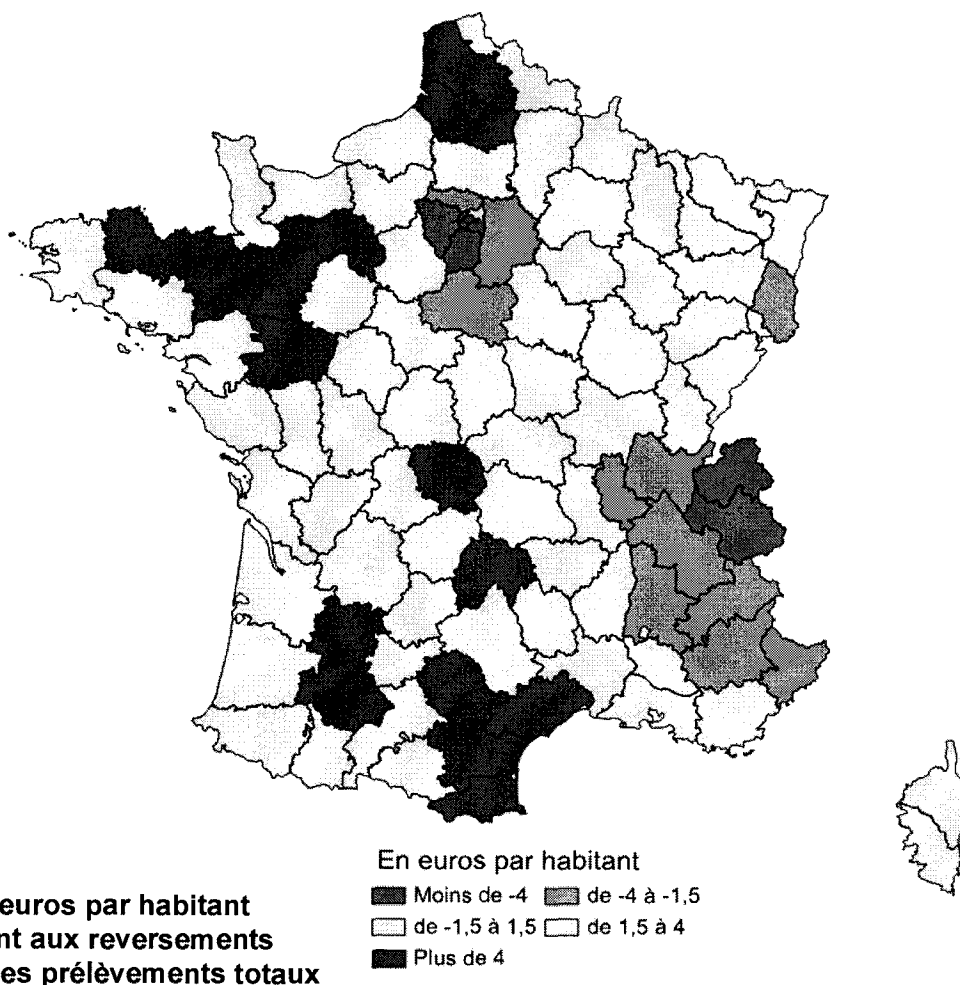 En euros par habitant
Moins de -4 de -4 à -1,5
de -1,5 à 1,5 de 1,5 à 4
Plus de 4
euros par habitant
nt aux reversements
es prélèvements totaux